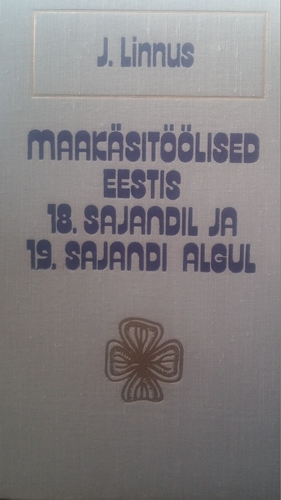 J. Linnus
MAAKÄSITÖÖLISED
EESTIS
18. SAJANDIL JA
19. SAJANDI ALGUL